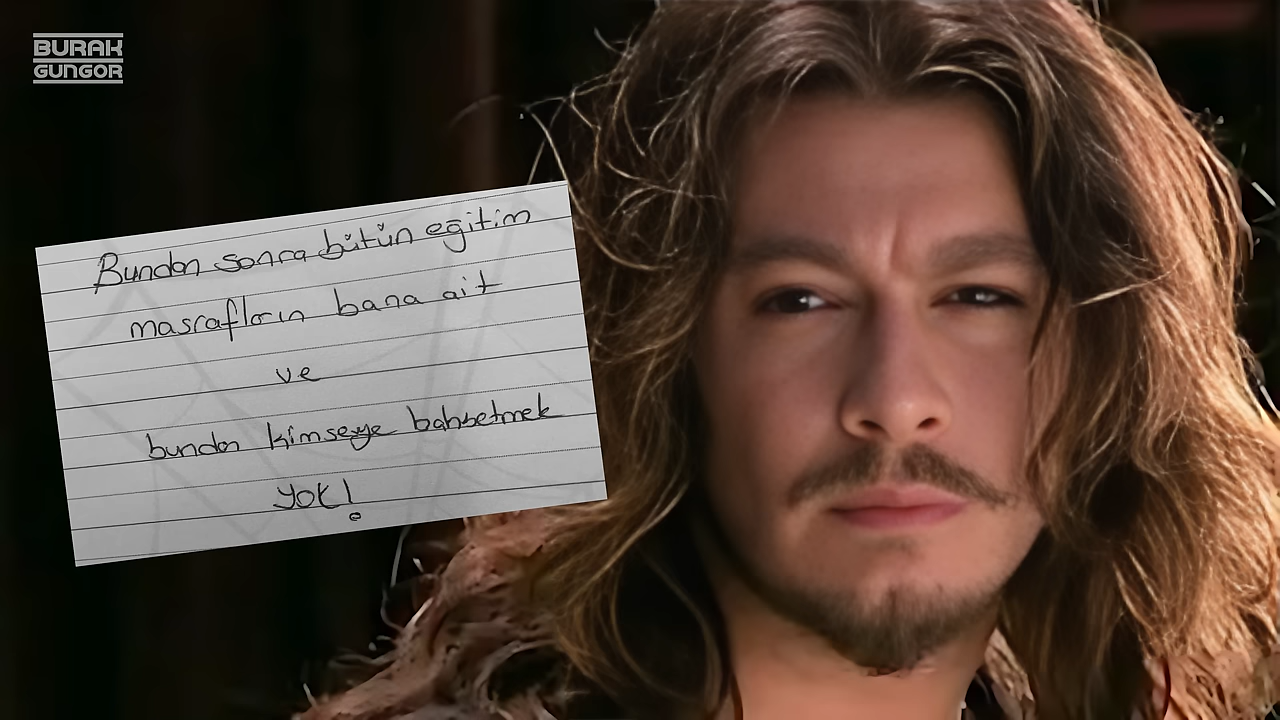 BURAK
GUNGOR
Bundan sonra bütün eğitim
masrafların bana ait
ve
bundan kimseye bahsetmek
yok!